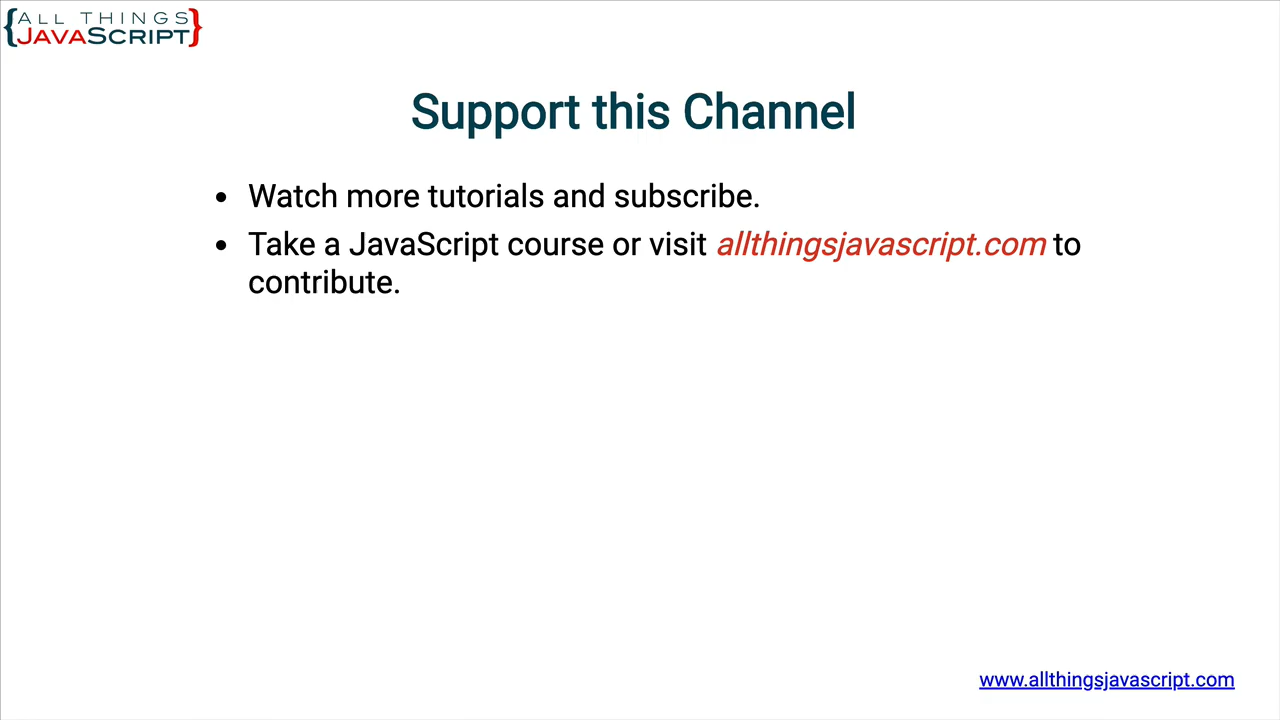 {ALL THINGS
JAVASCRIPT}
Support this Channel
• Watch more tutorials and subscribe.
• Take a JavaScript course or visit allthingsjavascript.com to
contribute.
www.allthingsjavascript.com